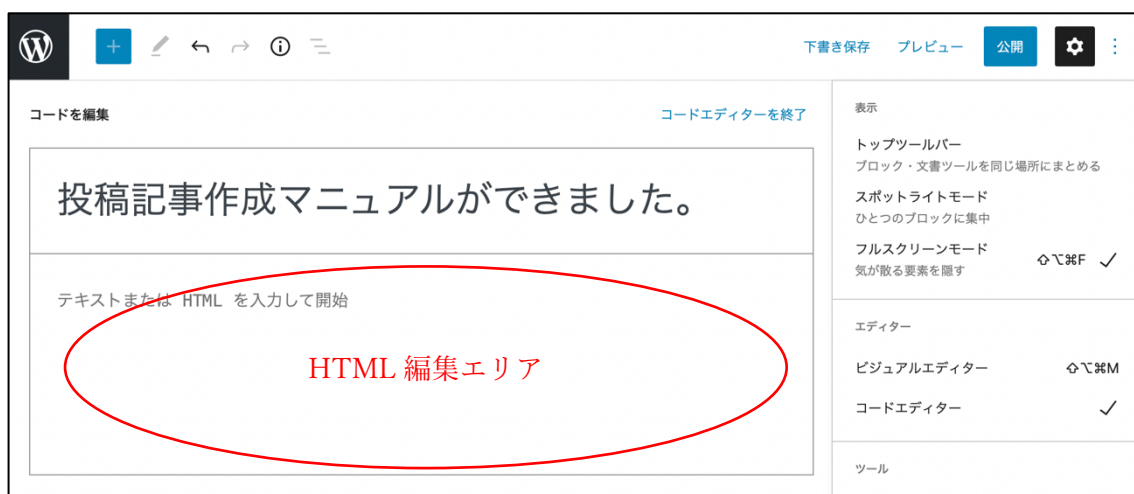 下書き保存 プレビュー 公開
コードを編集 コードエディターを終了
投稿記事作成マニュアルができました。
テキストまたは HTML を入力して開始
HTML 編集エリア
表示
トップツールバー
ブロック・文書ツールを同じ場所にまとめる
スポットライトモード
ひとつのブロックに集中
フルスクリーンモード ⇧⌥⌘F
気が散る要素を隠す
エディター
ビジュアルエディター ⇧⌥⌘M
コードエディター
ツール